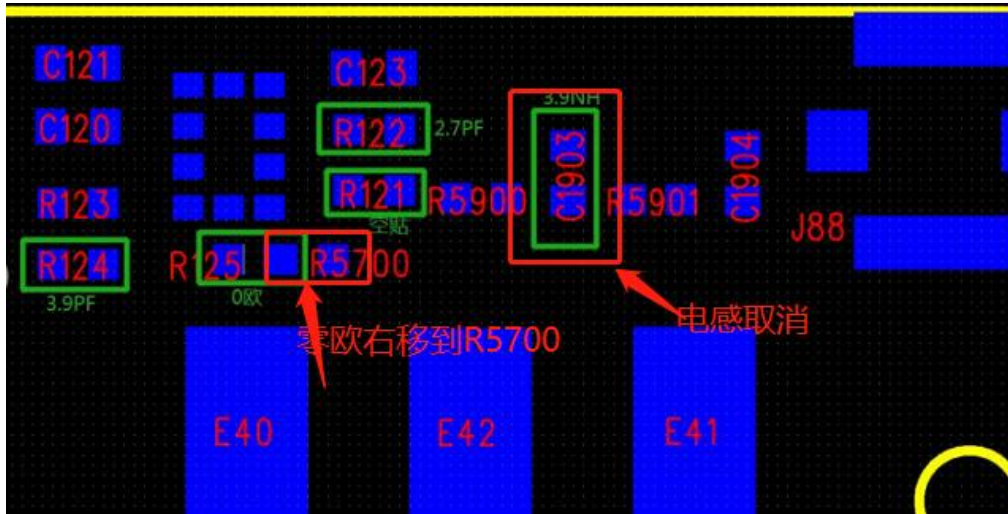 C121
C123
3.9NH
C120
R122
2.7PF
C1903
C1904
R123
R121
R5900
R5901
空贴
J88
R124
R125
R5700
3.9PF
0欧
零欧右移到R5700
电感取消
E40
E42
E41